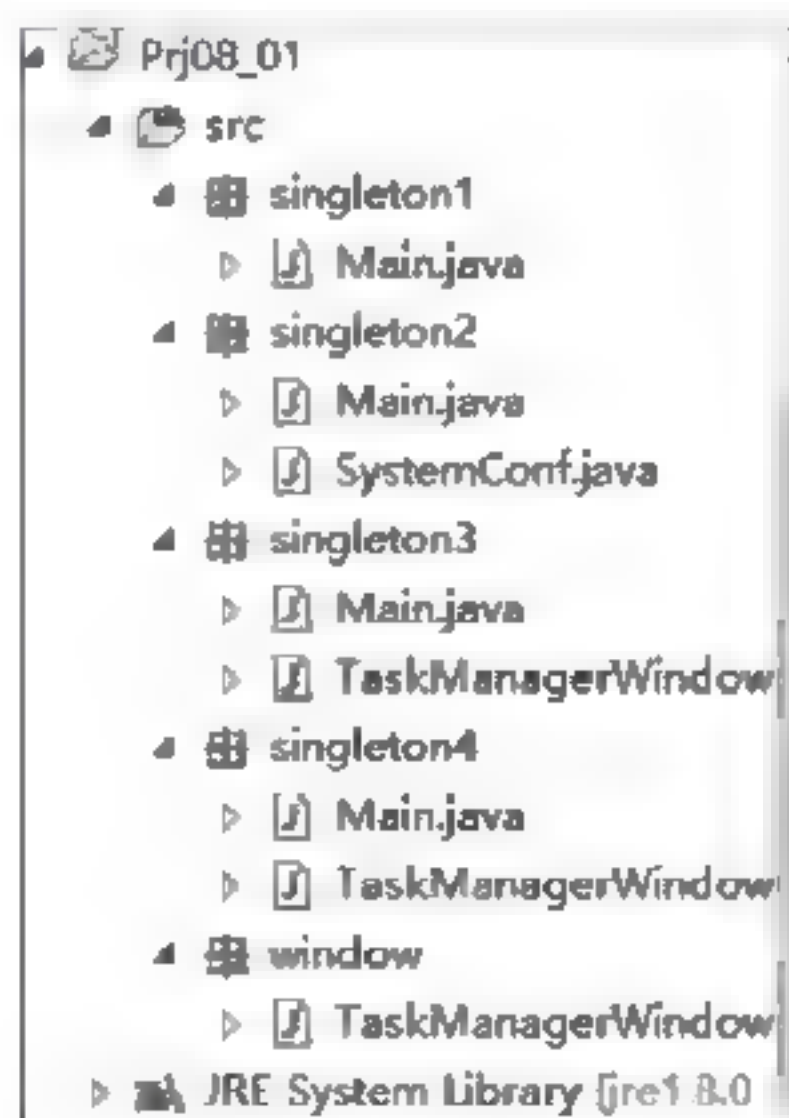 Prj08_01
src
singleton1
Main.java
singleton2
Main.java
SystemConf.java
singleton3
Main.java
TaskManagerWindow
singleton4
Main.java
TaskManagerWindow
window
TaskManagerWindow
JRE System Library [jre1.8.0